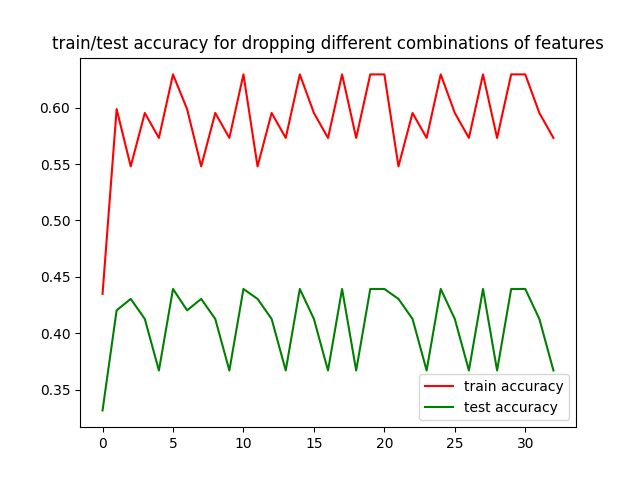 train/test accuracy for dropping different combinations of features
0.60
0.55
0.50
0.45
0.40
0.35
train accuracy
test accuracy
0 5 10 15 20 25 30